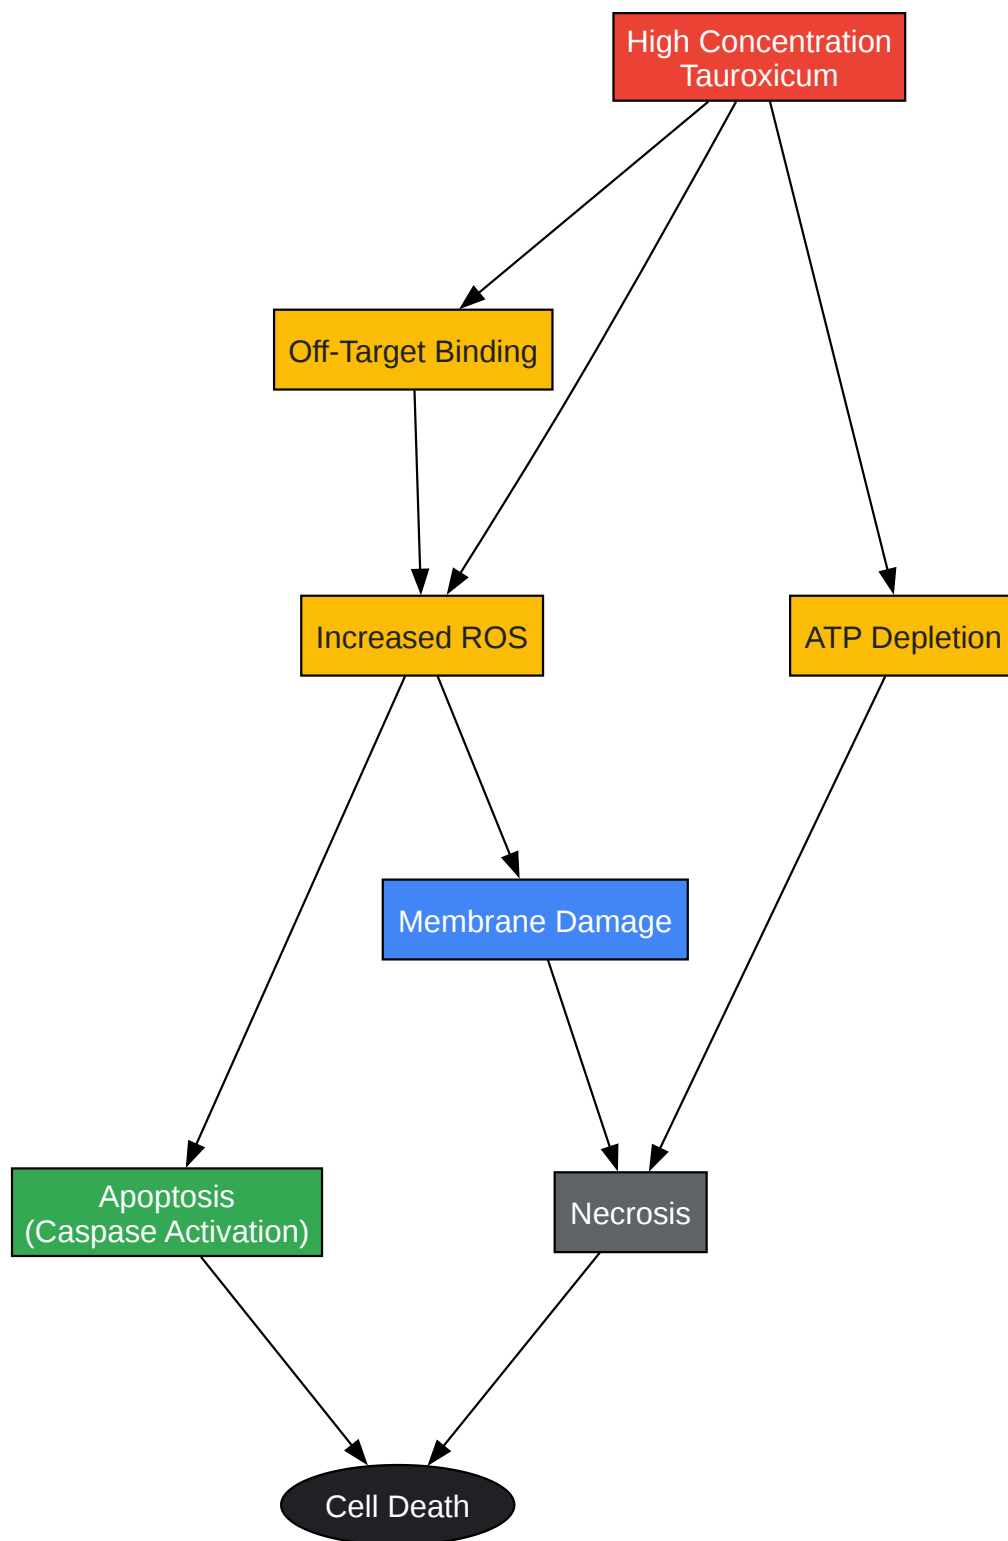 High Concentration
Tauroxicum
Off-Target Binding
Increased ROS
ATP Depletion
Membrane Damage
Apoptosis
(Caspase Activation)
Necrosis
Cell Death